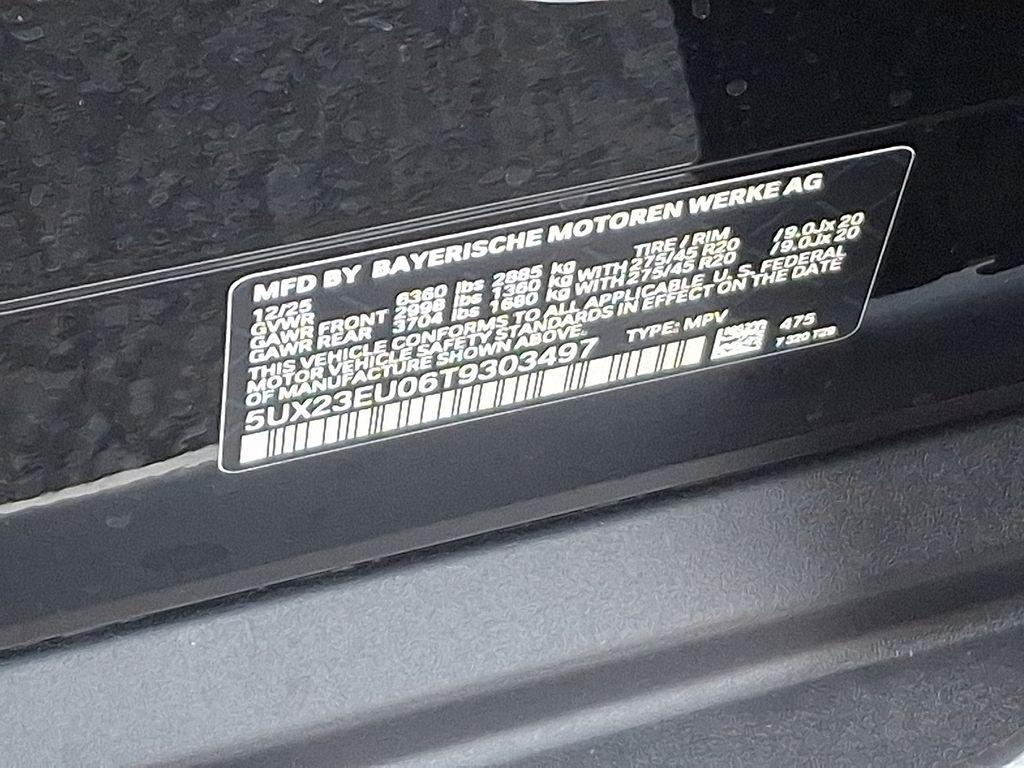 MFD BY BAYERISCHE MOTOREN WERKE AG
12/25 TIRE / RIM
GVWR 6360 lbs 2885 kg
GAWR FRONT 2998 lbs 1360 kg WITH 275/45 R20 /9.0Jx20
GAWR REAR 3704 lbs 1680 kg WITH 275/45 R20 /9.0Jx20
THIS VEHICLE CONFORMS TO ALL APPLICABLE U.S. FEDERAL
MOTOR VEHICLE SAFETY STANDARDS IN EFFECT ON THE DATE
OF MANUFACTURE SHOWN ABOVE.
5UX23EU06T9303497 TYPE: MPV 475